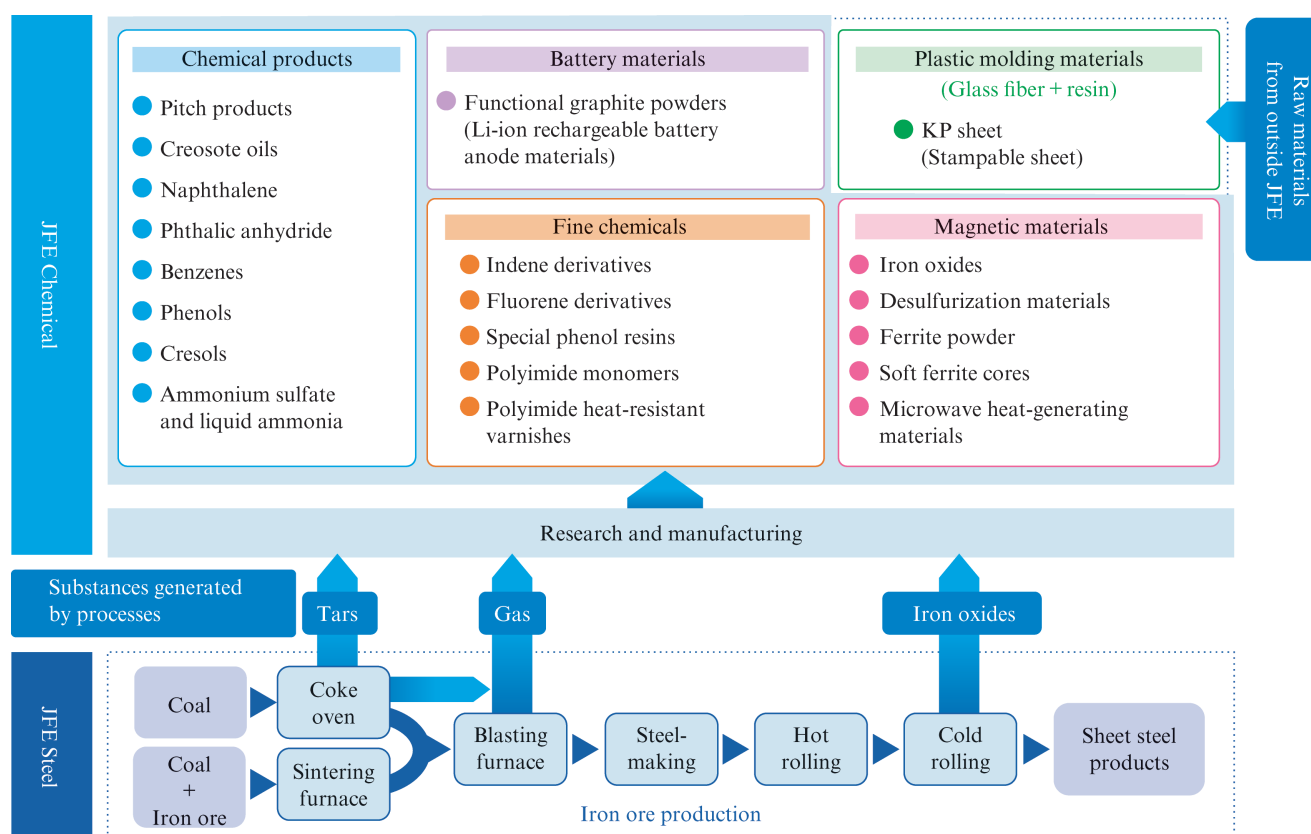 JFE Chemical
Chemical products
Pitch products
Creosote oils
Naphthalene
Phthalic anhydride
Benzenes
Phenols
Cresols
Ammonium sulfate
and liquid ammonia
Battery materials
Functional graphite powders
(Li-ion rechargeable battery
anode materials)
Plastic molding materials
(Glass fiber + resin)
KP sheet
(Stampable sheet)
Raw materials
from outside JFE
Fine chemicals
Indene derivatives
Fluorene derivatives
Special phenol resins
Polyimide monomers
Polyimide heat-resistant
varnishes
Magnetic materials
Iron oxides
Desulfurization materials
Ferrite powder
Soft ferrite cores
Microwave heat-generating
materials
Research and manufacturing
Substances generated
by processes
Tars
Gas
Iron oxides
JFE Steel
Coal
Coke
oven
Coal
+
Iron ore
Sintering
furnace
Blasting
furnace
Steel-
making
Hot
rolling
Cold
rolling
Sheet steel
products
Iron ore production